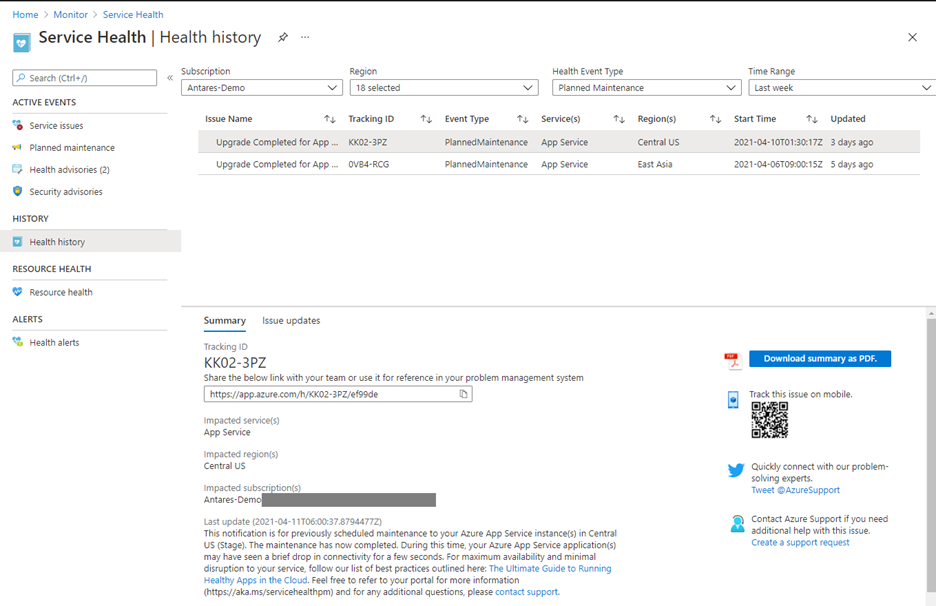 Home > Monitor > Service Health
Service Health | Health history ...
Search (Ctrl+/) «
ACTIVE EVENTS
Service issues
Planned maintenance
Health advisories (2)
Security advisories
HISTORY
Health history
RESOURCE HEALTH
Resource health
ALERTS
Health alerts
Subscription Region Health Event Type Time Range
Antares-Demo 18 selected Planned Maintenance Last week
Issue Name Tracking ID Event Type Service(s) Region(s) Start Time Updated
Upgrade Completed for App ... KK02-3PZ PlannedMaintenance App Service Central US 2021-04-10T01:30:17Z 3 days ago
Upgrade Completed for App ... 0VB4-RCG PlannedMaintenance App Service East Asia 2021-04-06T09:00:15Z 5 days ago
Summary Issue updates
Tracking ID
KK02-3PZ
Share the below link with your team or use it for reference in your problem management system
https://app.azure.com/h/KK02-3PZ/ef99de
Impacted service(s)
App Service
Impacted region(s)
Central US
Impacted subscription(s)
Antares-Demo
Last update (2021-04-11T06:00:37.8794477Z)
This notification is for previously scheduled maintenance to your Azure App Service instance(s) in Central
US (Stage). The maintenance has now completed. During this time, your Azure App Service application(s)
may have seen a brief drop in connectivity for a few seconds. For maximum availability and minimal
disruption to your service, follow our list of best practices outlined here: The Ultimate Guide to Running
Healthy Apps in the Cloud. Feel free to refer to your portal for more information
(https://aka.ms/servicehealthpm) and for any additional questions, please contact support.
PDF
Download summary as PDF.
Track this issue on mobile.
Quickly connect with our problem-
solving experts.
Tweet @AzureSupport
Contact Azure Support if you need
additional help with this issue.
Create a support request